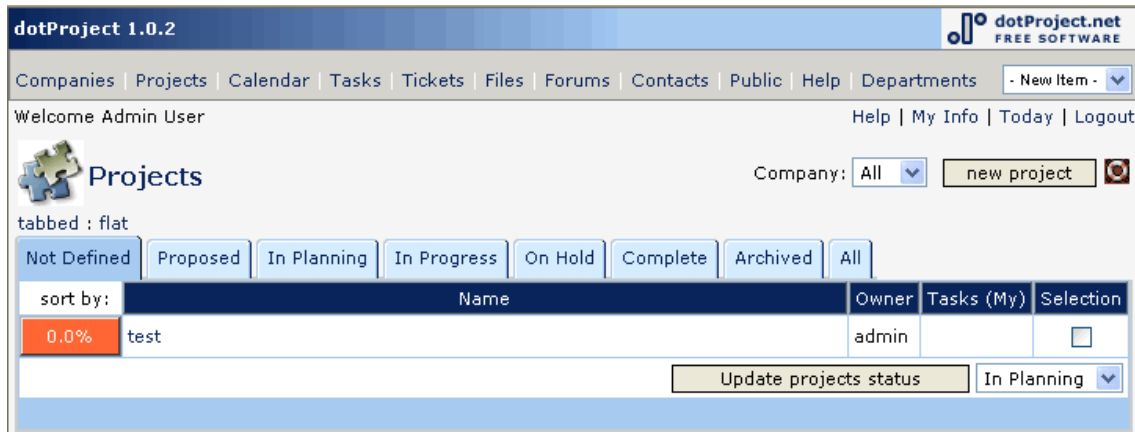 dotProject 1.0.2
dotProject.net
FREE SOFTWARE
Companies | Projects | Calendar | Tasks | Tickets | Files | Forums | Contacts | Public | Help | Departments - New Item -
Welcome Admin User Help | My Info | Today | Logout
Projects Company: All new project
tabbed : flat
Not Defined Proposed In Planning In Progress On Hold Complete Archived All
sort by: Name Owner Tasks (My) Selection
0.0% test admin
Update projects status In Planning